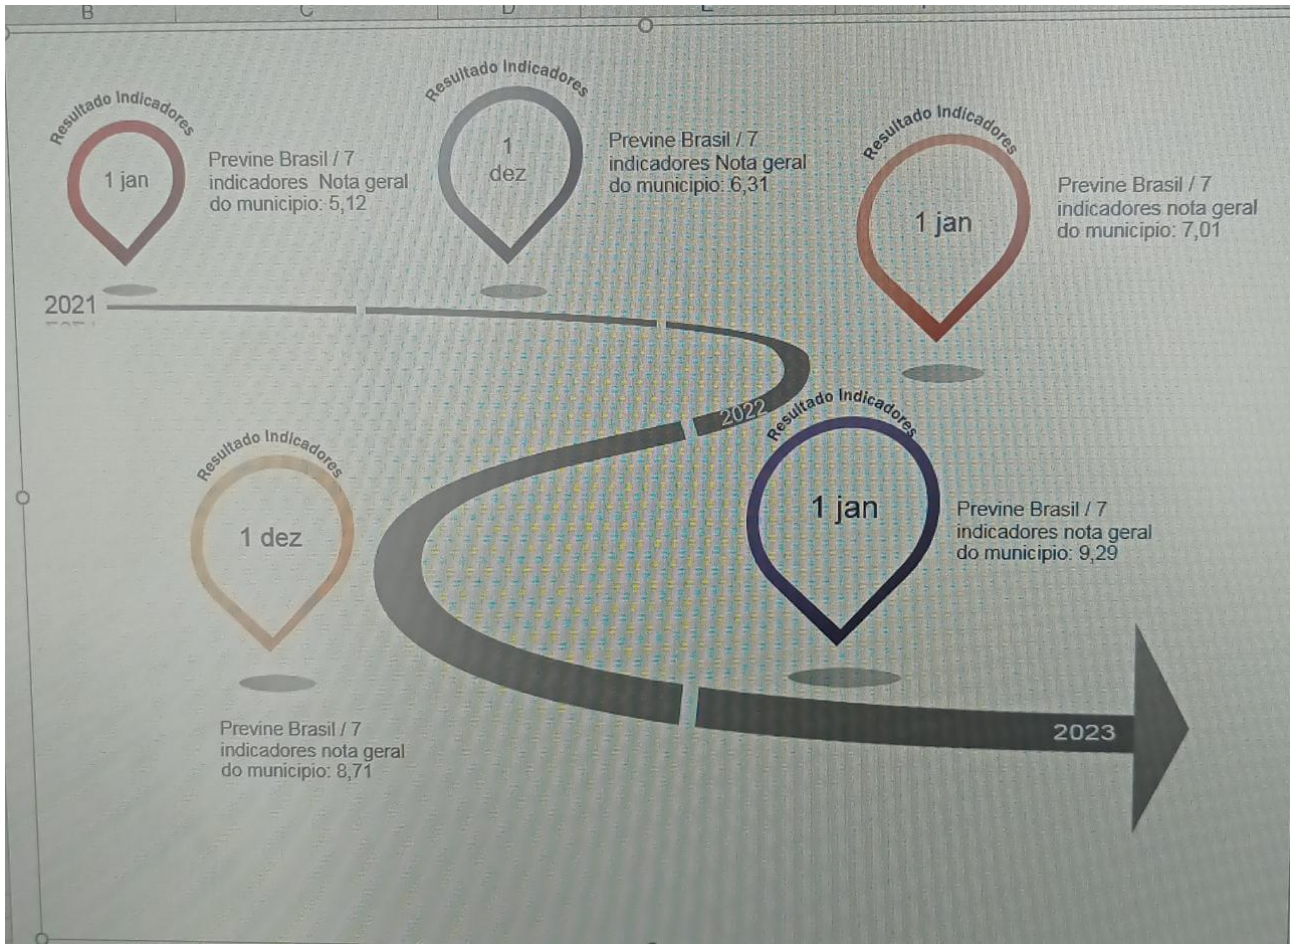 B C D E
Resultado Indicadores
1 jan
Previne Brasil / 7
indicadores Nota geral
do municipio: 5,12
Resultado Indicadores
1
dez
Previne Brasil / 7
indicadores Nota geral
do municipio: 6,31
Resultado Indicadores
1 jan
Previne Brasil / 7
indicadores nota geral
do municipio: 7,01
2021
2022
Resultado Indicadores
1 dez
Previne Brasil / 7
indicadores nota geral
do municipio: 8,71
Resultado Indicadores
1 jan
Previne Brasil / 7
indicadores nota geral
do municipio: 9,29
2023